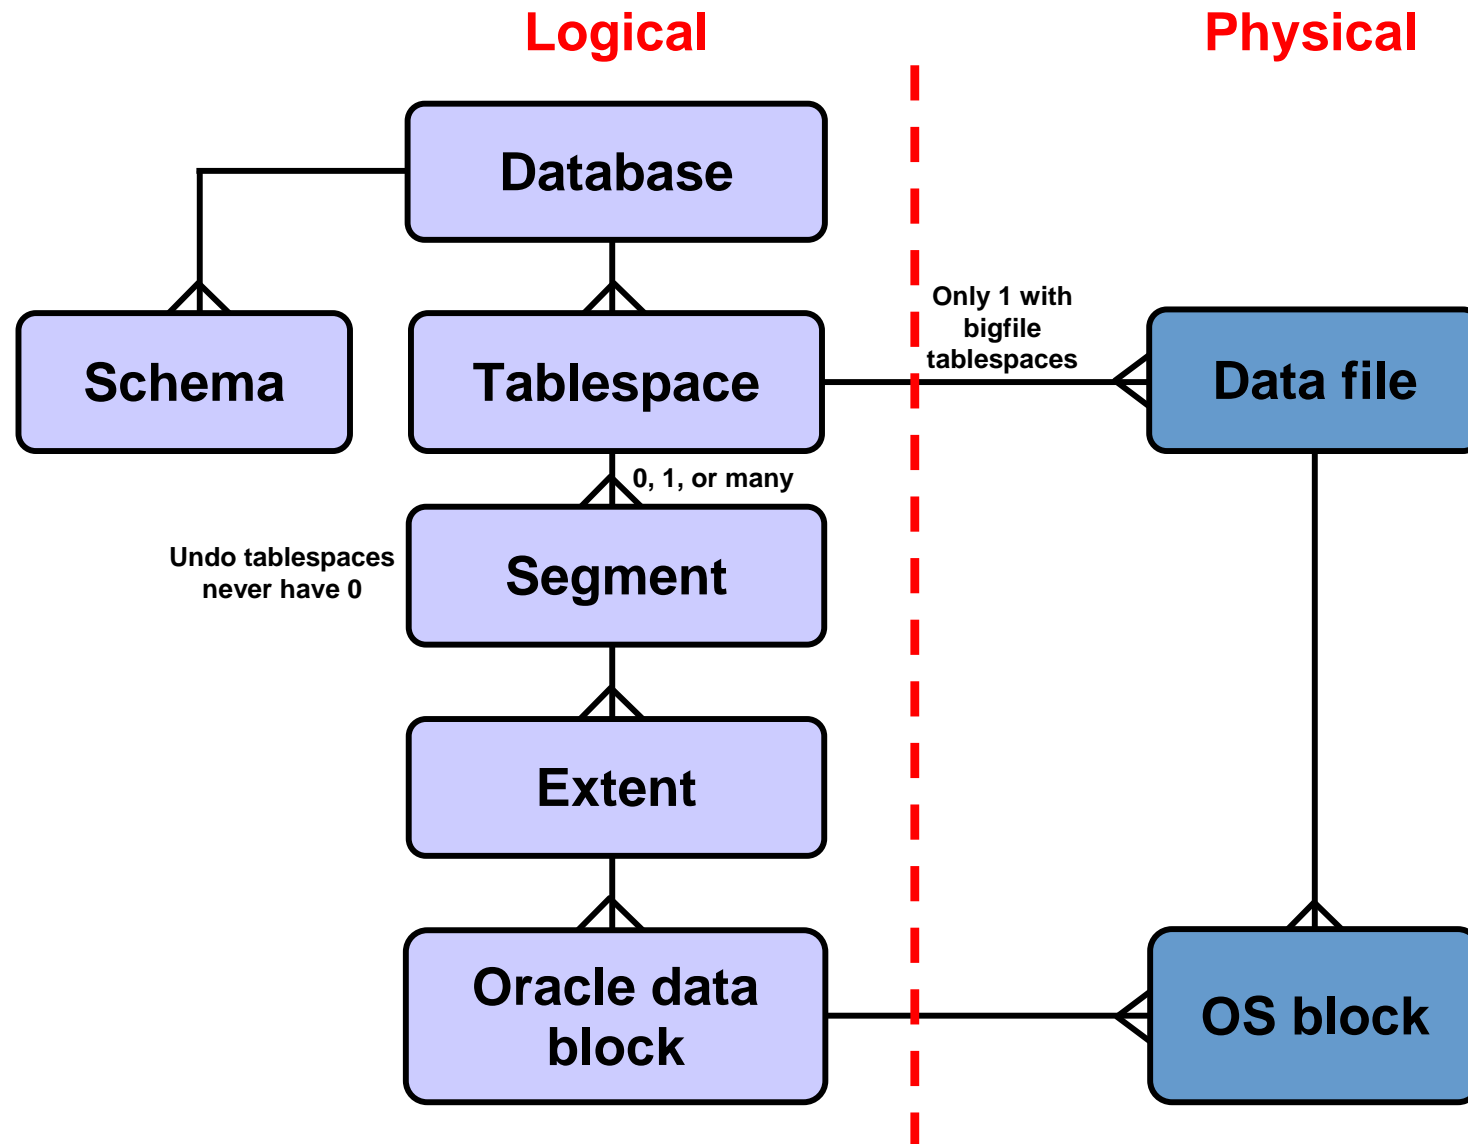 Logical
Physical
Database
Only 1 with
bigfile
tablespaces
Schema
Tablespace
Data file
0, 1, or many
Undo tablespaces
never have 0
Segment
Extent
Oracle data
block
OS block